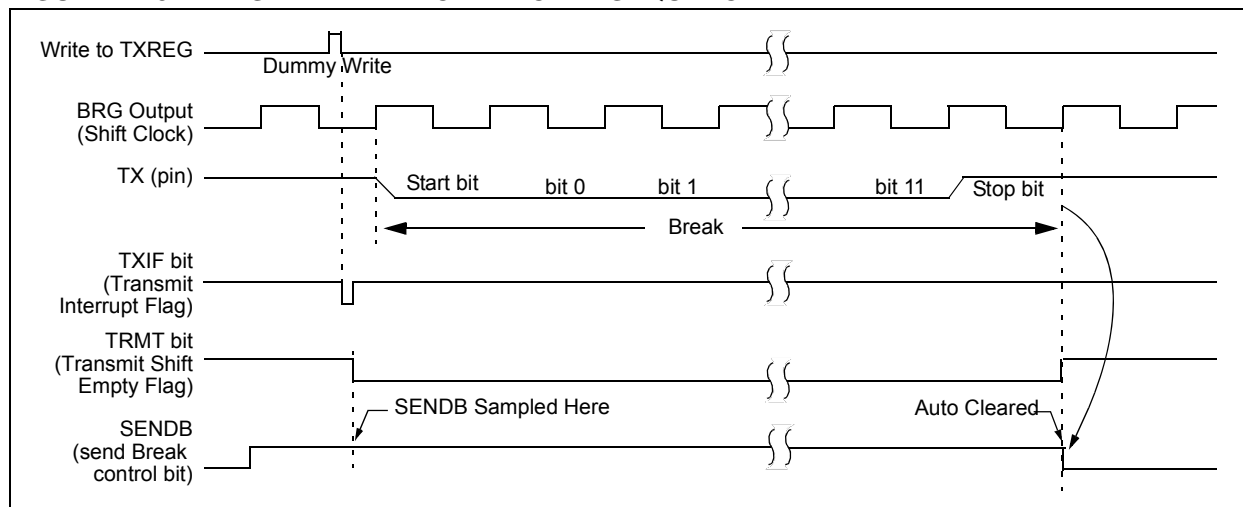 Write to TXREG
Dummy Write
BRG Output
(Shift Clock)
TX (pin)
Start bit
bit 0
bit 1
bit 11
Stop bit
Break
TXIF bit
(Transmit
Interrupt Flag)
TRMT bit
(Transmit Shift
Empty Flag)
SENDB Sampled Here
Auto Cleared
SENDB
(send Break
control bit)